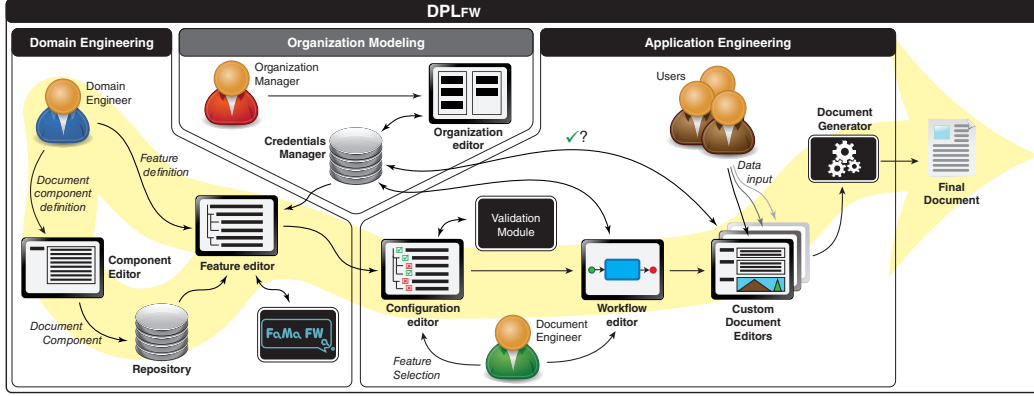 DPLFW
Domain Engineering
Organization Modeling
Application Engineering
Domain
Engineer
Organization
Manager
Users
Organization
editor
Credentials
Manager
✓?
Document
Generator
Final
Document
Data
input
Feature
definition
Document
component
definition
Component
Editor
Feature editor
Validation
Module
Configuration
editor
Workflow
editor
Custom
Document
Editors
Document
Component
Repository
FaMa FW
Document
Engineer
Feature
Selection